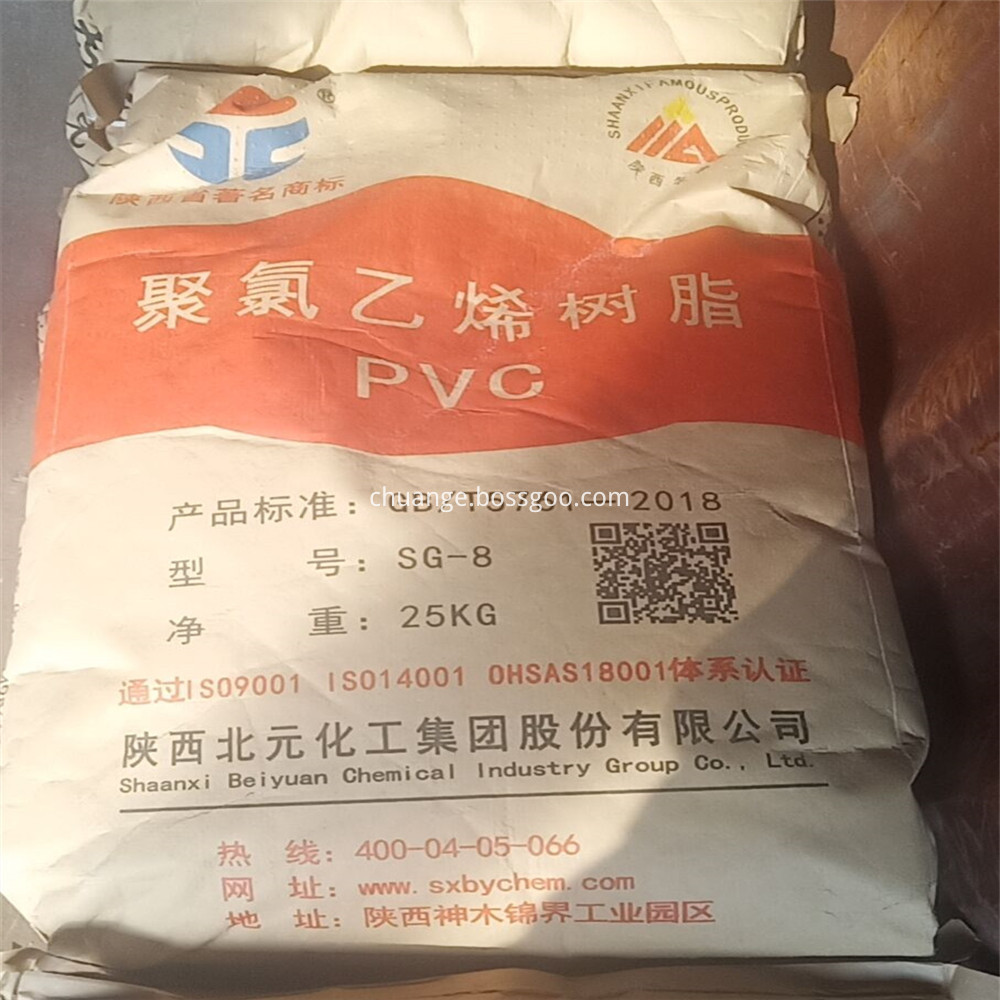 ®
SHAANXI FAMOUS PRODU
陕西
陕西省著名商标
聚氯乙烯树脂
PVC
chuange.bossgoo.com
产品标准: 2018
型 号: SG-8
净 重: 25KG
通过ISO9001 ISO14001 OHSAS18001体系认证
陕西北元化工集团股份有限公司
Shaanxi Beiyuan Chemical Industry Group Co., Ltd.
热 线: 400-04-05-066
网 址: www.sxbychem.com
地 址: 陕西神木锦界工业园区